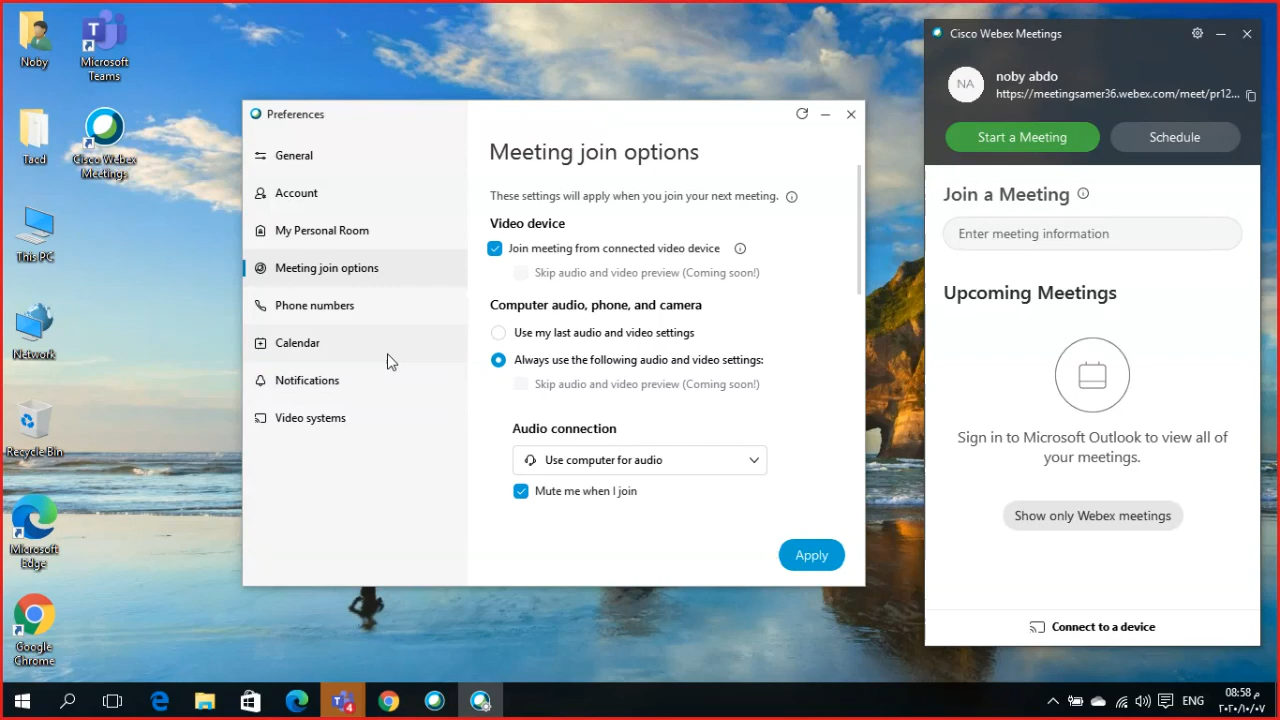 Noby
Microsoft
Teams
Tacd
Cisco Webex
Meetings
This PC
Network
Recycle Bin
Microsoft
Edge
Google
Chrome
Preferences
General
Account
My Personal Room
Meeting join options
Phone numbers
Calendar
Notifications
Video systems
Meeting join options
These settings will apply when you join your next meeting.
Video device
Join meeting from connected video device
Skip audio and video preview (Coming soon!)
Computer audio, phone, and camera
Use my last audio and video settings
Always use the following audio and video settings:
Skip audio and video preview (Coming soon!)
Audio connection
Use computer for audio
Mute me when I join
Apply
Cisco Webex Meetings
NA
noby abdo
https://meetingsamer36.webex.com/meet/pr12...
Start a Meeting
Schedule
Join a Meeting
Enter meeting information
Upcoming Meetings
Sign in to Microsoft Outlook to view all of
your meetings.
Show only Webex meetings
Connect to a device
4
ENG
08:58 م
٢٠٢٠/١٠/٠٧